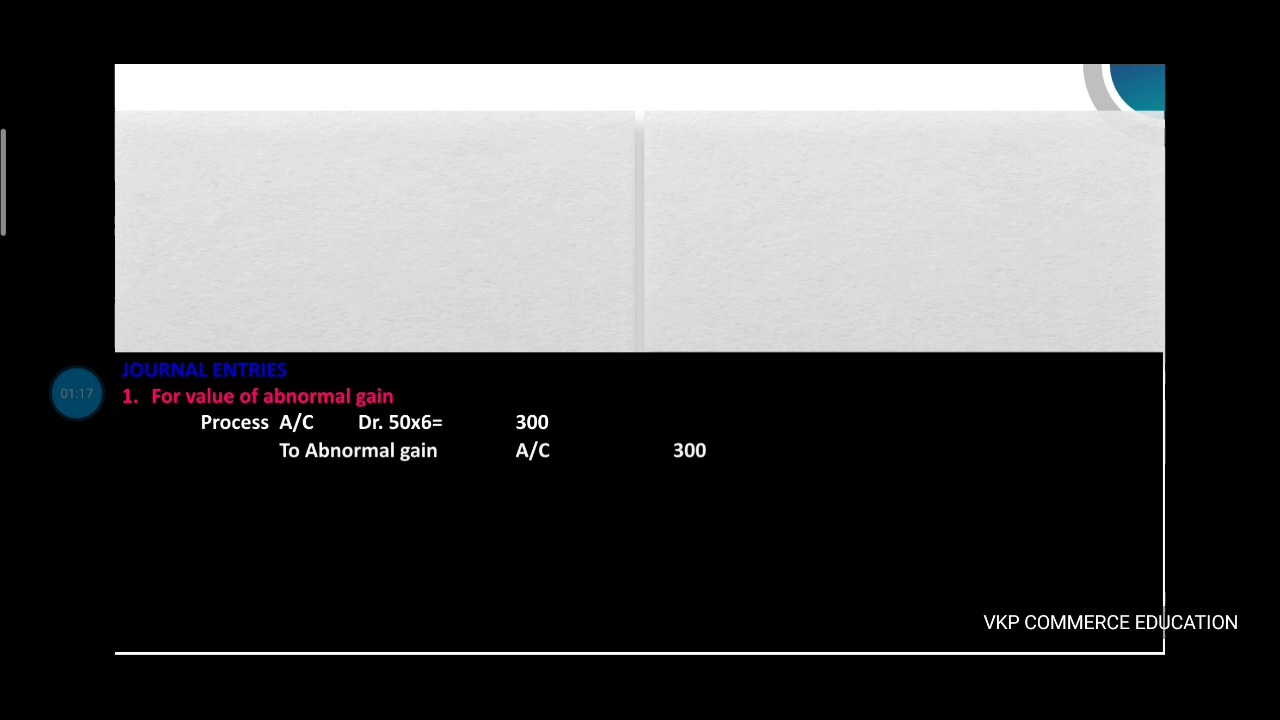 JOURNAL ENTRIES
01:17
1. For value of abnormal gain
Process A/C Dr. 50x6= 300
To Abnormal gain A/C 300
VKP COMMERCE EDUCATION